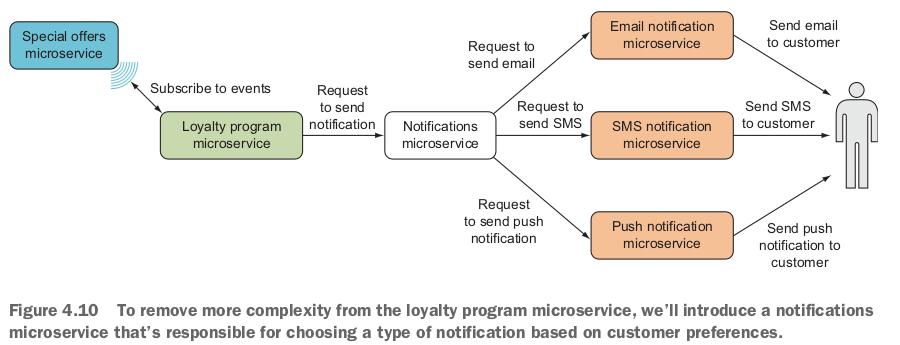 Special offers
microservice
Subscribe to events
Loyalty program
microservice
Request
to send
notification
Notifications
microservice
Request to
send email
Request to
send SMS
Request
to send push
notification
Email notification
microservice
SMS notification
microservice
Push notification
microservice
Send email
to customer
Send SMS
to customer
Send push
notification to
customer
Figure 4.10 To remove more complexity from the loyalty program microservice, we’ll introduce a notifications
microservice that’s responsible for choosing a type of notification based on customer preferences.